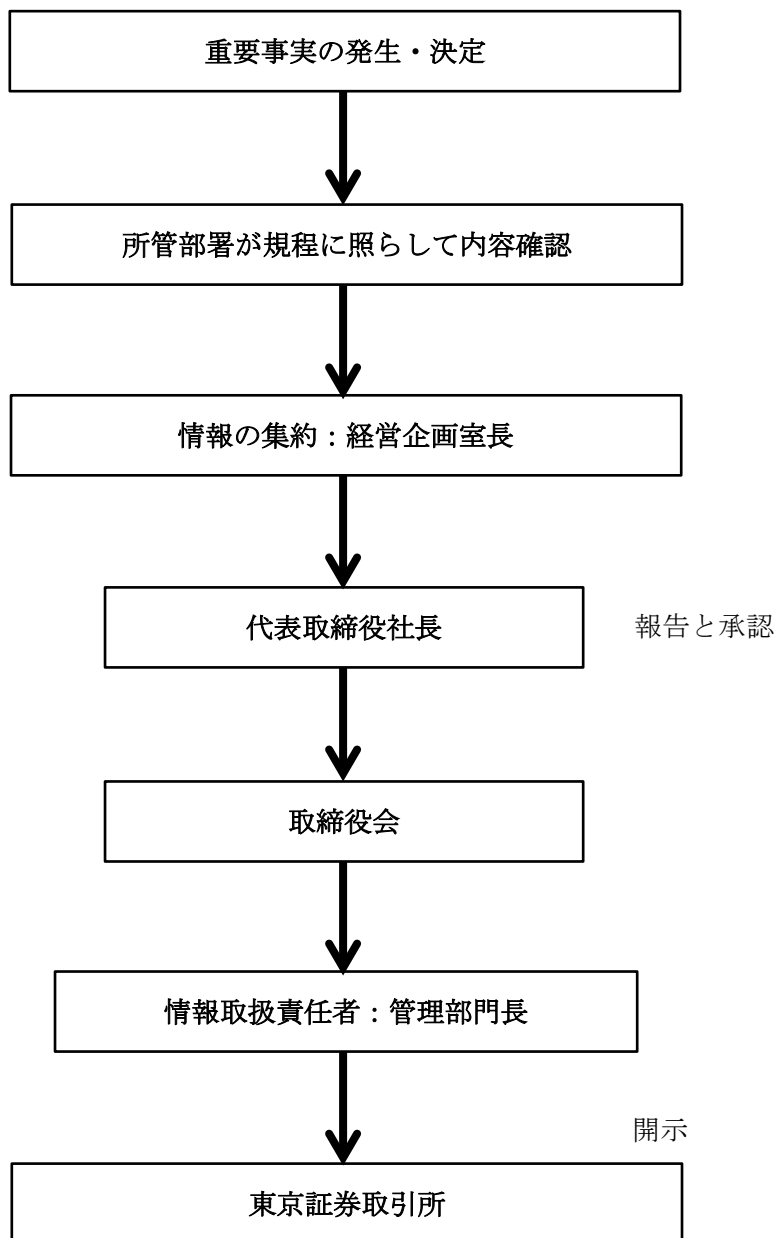 重要事実の発生・決定
所管部署が規程に照らして内容確認
情報の集約：経営企画室長
代表取締役社長
報告と承認
取締役会
情報取扱責任者：管理部門長
開示
東京証券取引所